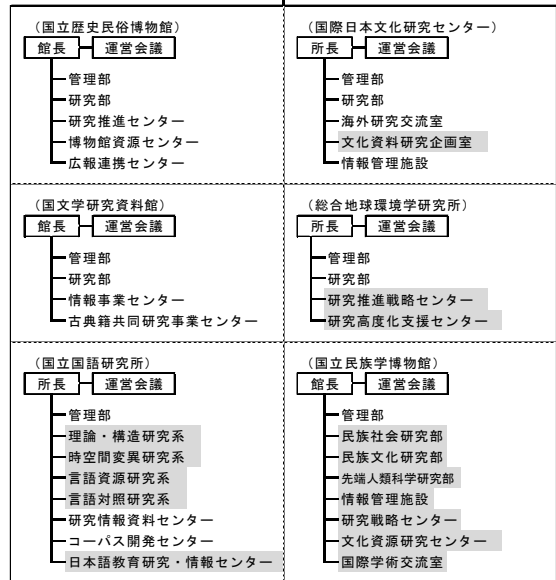 （国立歴史民俗博物館）
館長 運営会議
管理部
研究部
研究推進センター
博物館資源センター
広報連携センター
（国際日本文化研究センター）
所長 運営会議
管理部
研究部
海外研究交流室
文化資料研究企画室
情報管理施設
（国文学研究資料館）
館長 運営会議
管理部
研究部
情報事業センター
古典籍共同研究事業センター
（総合地球環境学研究所）
所長 運営会議
管理部
研究部
研究推進戦略センター
研究高度化支援センター
（国立国語研究所）
所長 運営会議
管理部
理論・構造研究系
時空間変異研究系
言語資源研究系
言語対照研究系
研究情報資料センター
コーパス開発センター
日本語教育研究・情報センター
（国立民族学博物館）
館長 運営会議
管理部
民族社会研究部
民族文化研究部
先端人類科学研究部
情報管理施設
研究戦略センター
文化資源研究センター
国際学術交流室